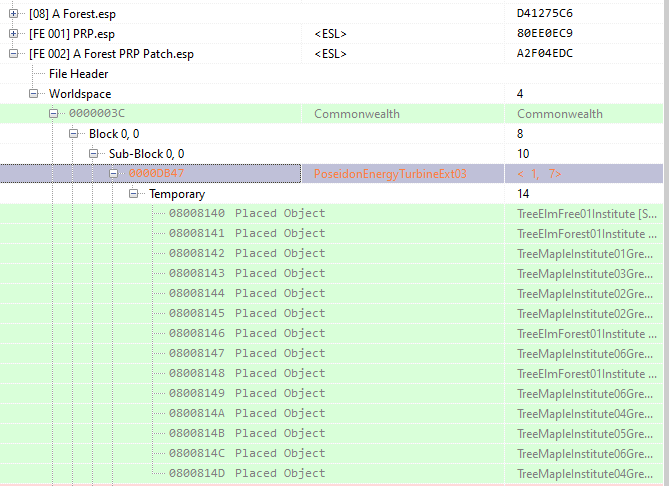 [08] A Forest.esp D41275C6
[FE 001] PRP.esp <ESL> 80EE0EC9
[FE 002] A Forest PRP Patch.esp <ESL> A2F04EDC
File Header
Worldspace 4
0000003C Commonwealth Commonwealth
Block 0, 0 8
Sub-Block 0, 0 10
0000DB47 PoseidonEnergyTurbineExt03 < 1, 7>
Temporary 14
08008140 Placed Object TreeElmFree01Institute [S...
08008141 Placed Object TreeElmForest01Institute ...
08008142 Placed Object TreeMapleInstitute01Gre...
08008143 Placed Object TreeMapleInstitute03Gre...
08008144 Placed Object TreeMapleInstitute02Gre...
08008145 Placed Object TreeMapleInstitute02Gre...
08008146 Placed Object TreeElmForest01Institute ...
08008147 Placed Object TreeMapleInstitute06Gre...
08008148 Placed Object TreeElmForest01Institute ...
08008149 Placed Object TreeMapleInstitute06Gre...
0800814A Placed Object TreeMapleInstitute04Gre...
0800814B Placed Object TreeMapleInstitute05Gre...
0800814C Placed Object TreeMapleInstitute06Gre...
0800814D Placed Object TreeMapleInstitute04Gre...